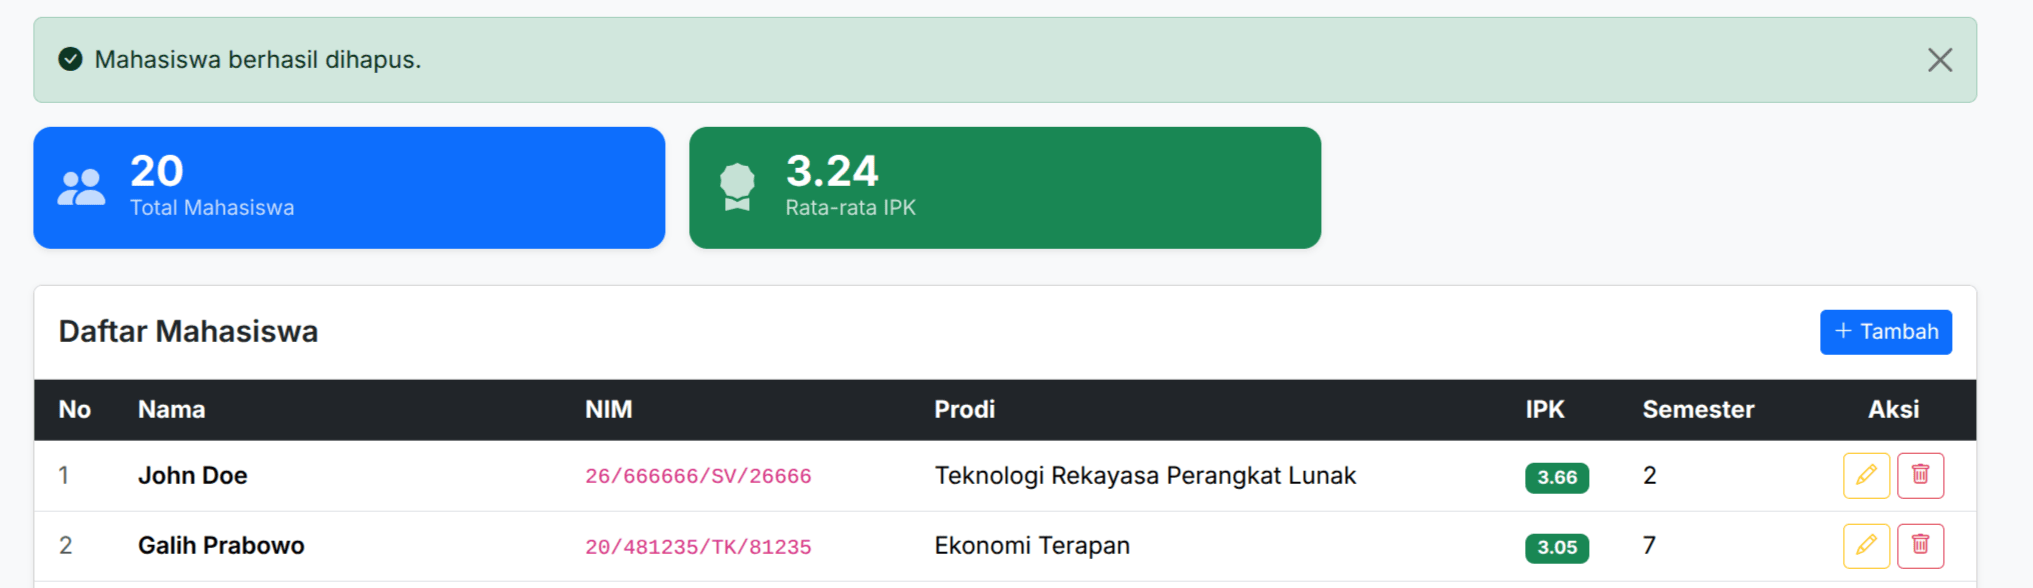 Mahasiswa berhasil dihapus.
20
Total Mahasiswa
3.24
Rata-rata IPK
Daftar Mahasiswa
+ Tambah
No Nama NIM Prodi IPK Semester Aksi
1 John Doe 26/666666/SV/26666 Teknologi Rekayasa Perangkat Lunak 3.66 2
2 Galih Prabowo 20/481235/TK/81235 Ekonomi Terapan 3.05 7